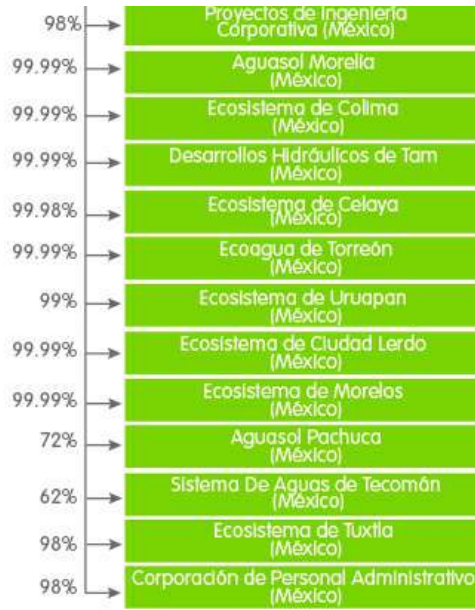 98%
Proyectos de Ingeniería
Corporativa (México)
99.99%
Aguasol Morelia
(México)
99.99%
Ecosistema de Colima
(México)
99.99%
Desarrollos Hidráulicos de Tam
(México)
99.98%
Ecosistema de Celaya
(México)
99.99%
Ecoagua de Torreón
(México)
99%
Ecosistema de Uruapan
(México)
99.99%
Ecosistema de Ciudad Lerdo
(México)
99.99%
Ecosistema de Morelos
(México)
72%
Aguasol Pachuca
(México)
62%
Sistema De Aguas de Tecomán
(México)
98%
Ecosistema de Tuxtla
(México)
98%
Corporación de Personal Administrativo
(México)